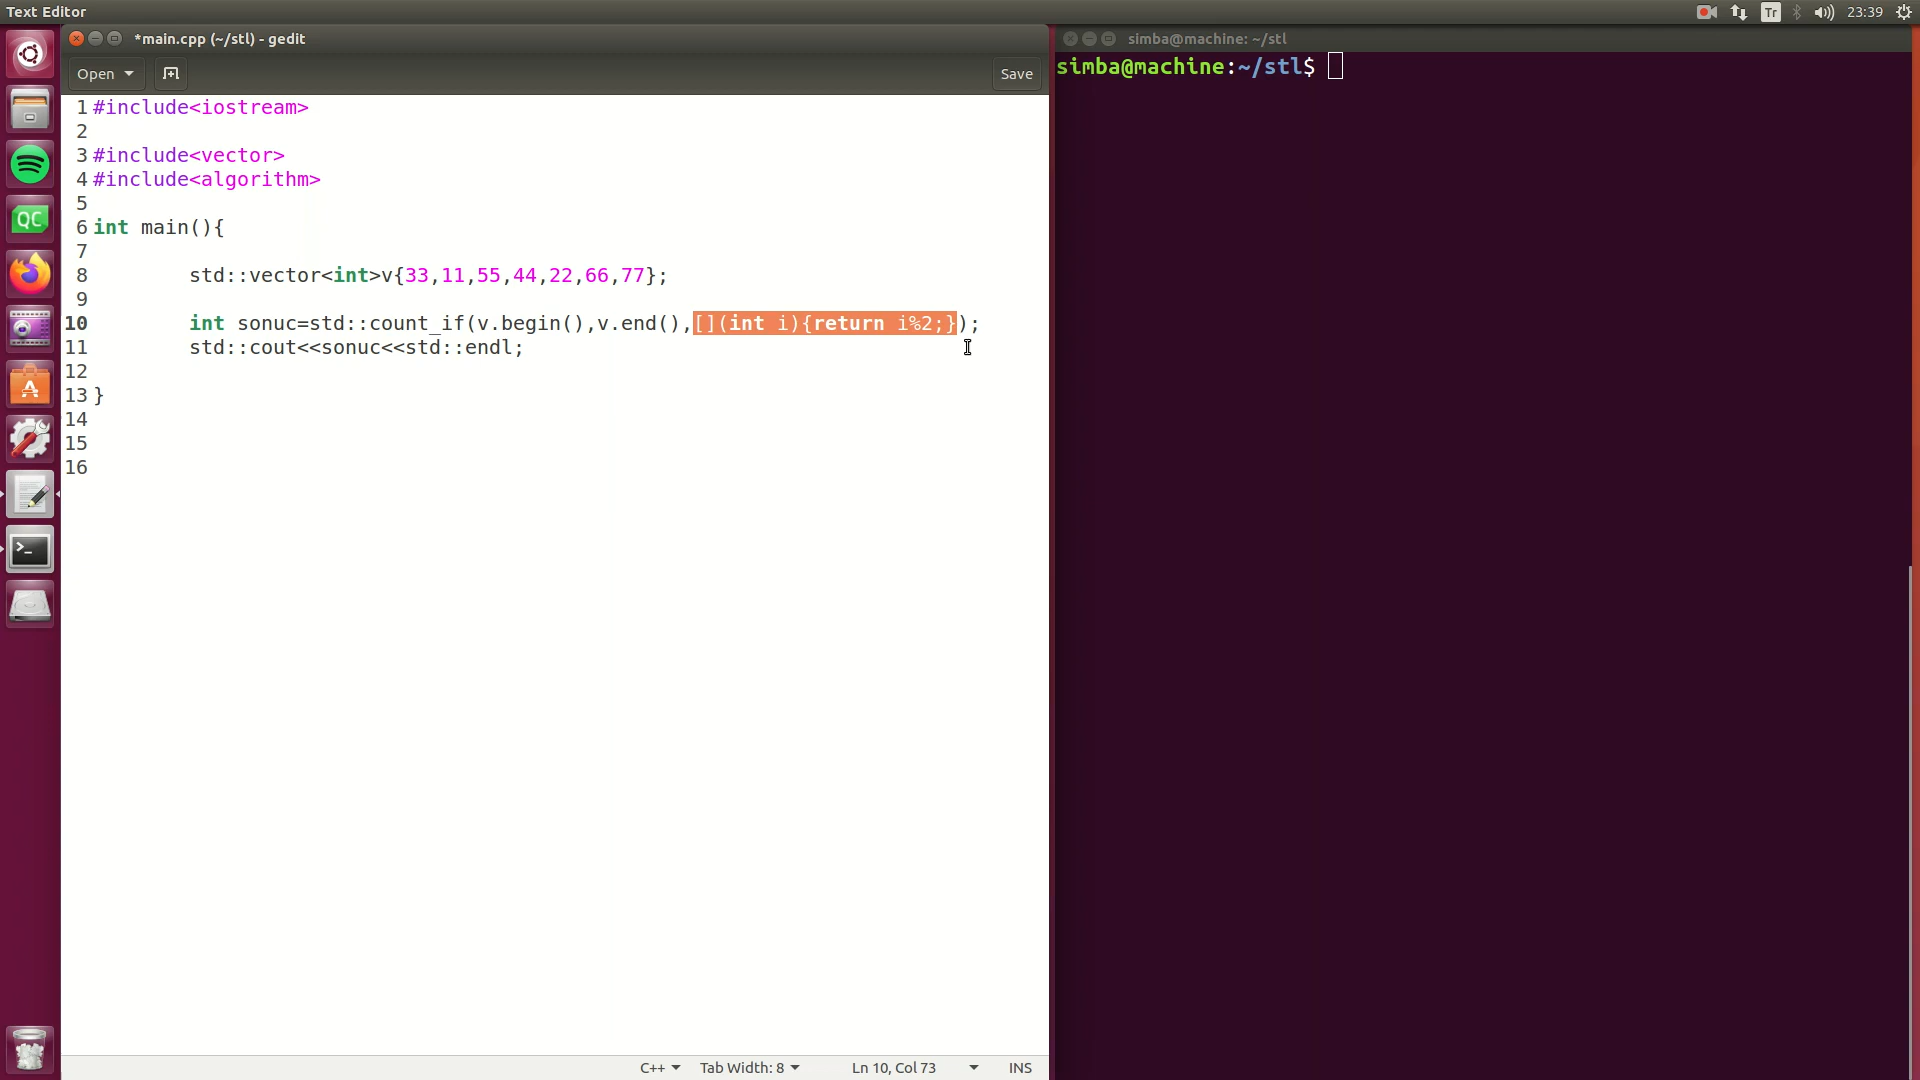 Text Editor
Tr
23:39
*main.cpp (~/stl) - gedit
simba@machine: ~/stl
Open
Save
simba@machine:~/stl$
1 #include<iostream>
2
3 #include<vector>
4 #include<algorithm>
5
6 int main(){
7
8 std::vector<int>v{33,11,55,44,22,66,77};
9
10 int sonuc=std::count_if(v.begin(),v.end(),[](int i){return i%2;});
11 std::cout<<sonuc<<std::endl;
12
13 }
14
15
16
QC
A
>_
C++
Tab Width: 8
Ln 10, Col 73
INS